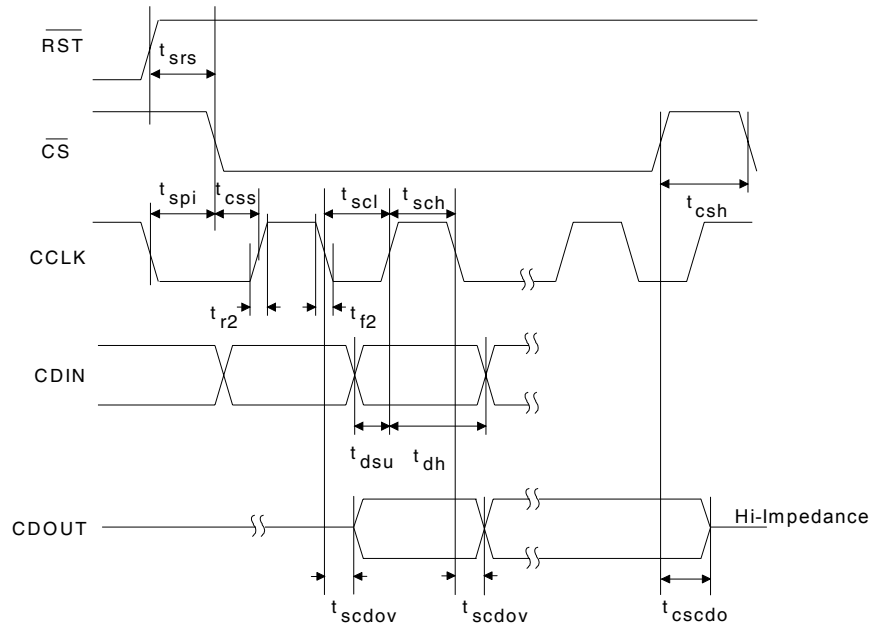 RST
t srs
CS
t spi
t css
t scl
t sch
t csh
CCLK
t r2
t f2
CDIN
t dsu
t dh
CDOUT
Hi-Impedance
t scdov
t scdov
t cscdo